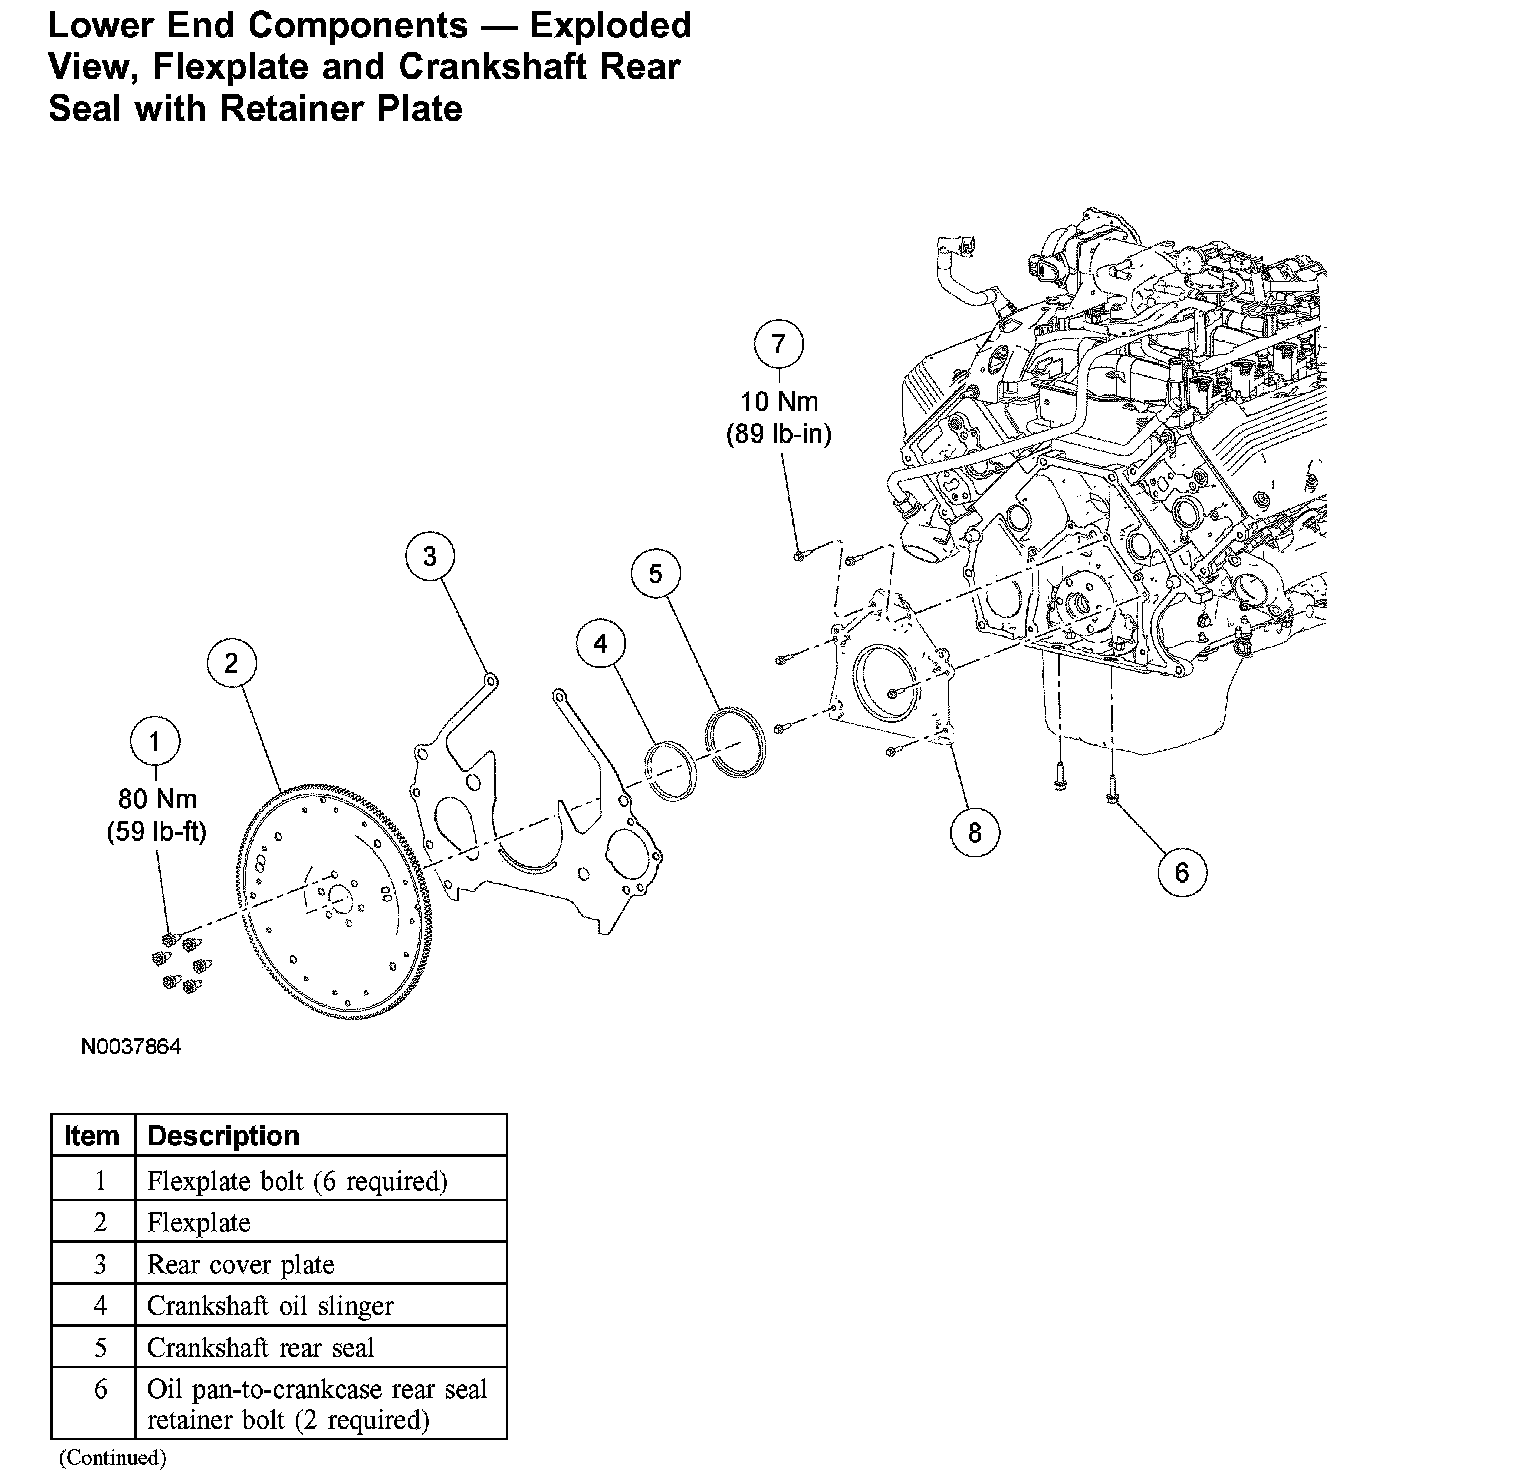 Lower End Components — Exploded
View, Flexplate and Crankshaft Rear
Seal with Retainer Plate
7
10 Nm
(89 lb-in)
3
5
4
2
1
80 Nm
(59 lb-ft)
8
6
N0037864
Item Description
1 Flexplate bolt (6 required)
2 Flexplate
3 Rear cover plate
4 Crankshaft oil slinger
5 Crankshaft rear seal
6 Oil pan-to-crankcase rear seal
retainer bolt (2 required)
(Continued)